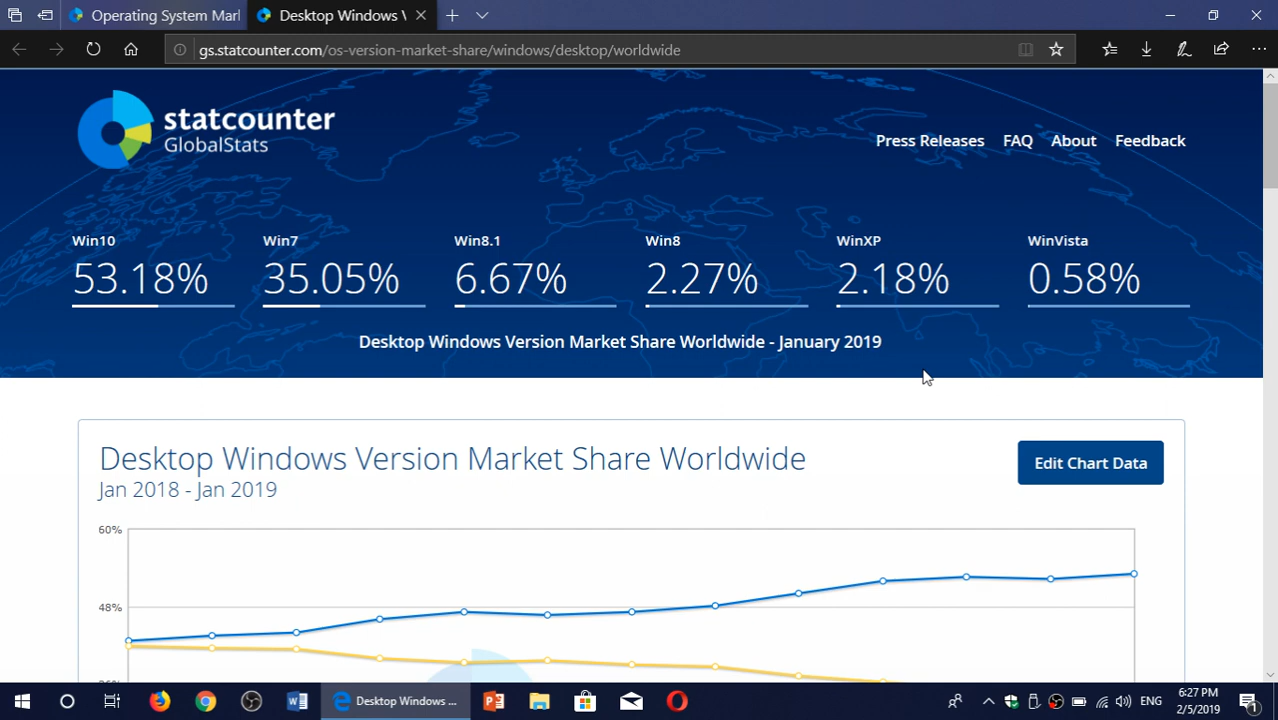 Operating System Marl
Desktop Windows V
gs.statcounter.com/os-version-market-share/windows/desktop/worldwide
statcounter
GlobalStats
Press Releases FAQ About Feedback
Win10 Win7 Win8.1 Win8 WinXP WinVista
53.18% 35.05% 6.67% 2.27% 2.18% 0.58%
Desktop Windows Version Market Share Worldwide - January 2019
Desktop Windows Version Market Share Worldwide
Jan 2018 - Jan 2019
Edit Chart Data
60%
48%
36%
Desktop Windows ...
ENG
6:27 PM
2/5/2019
1